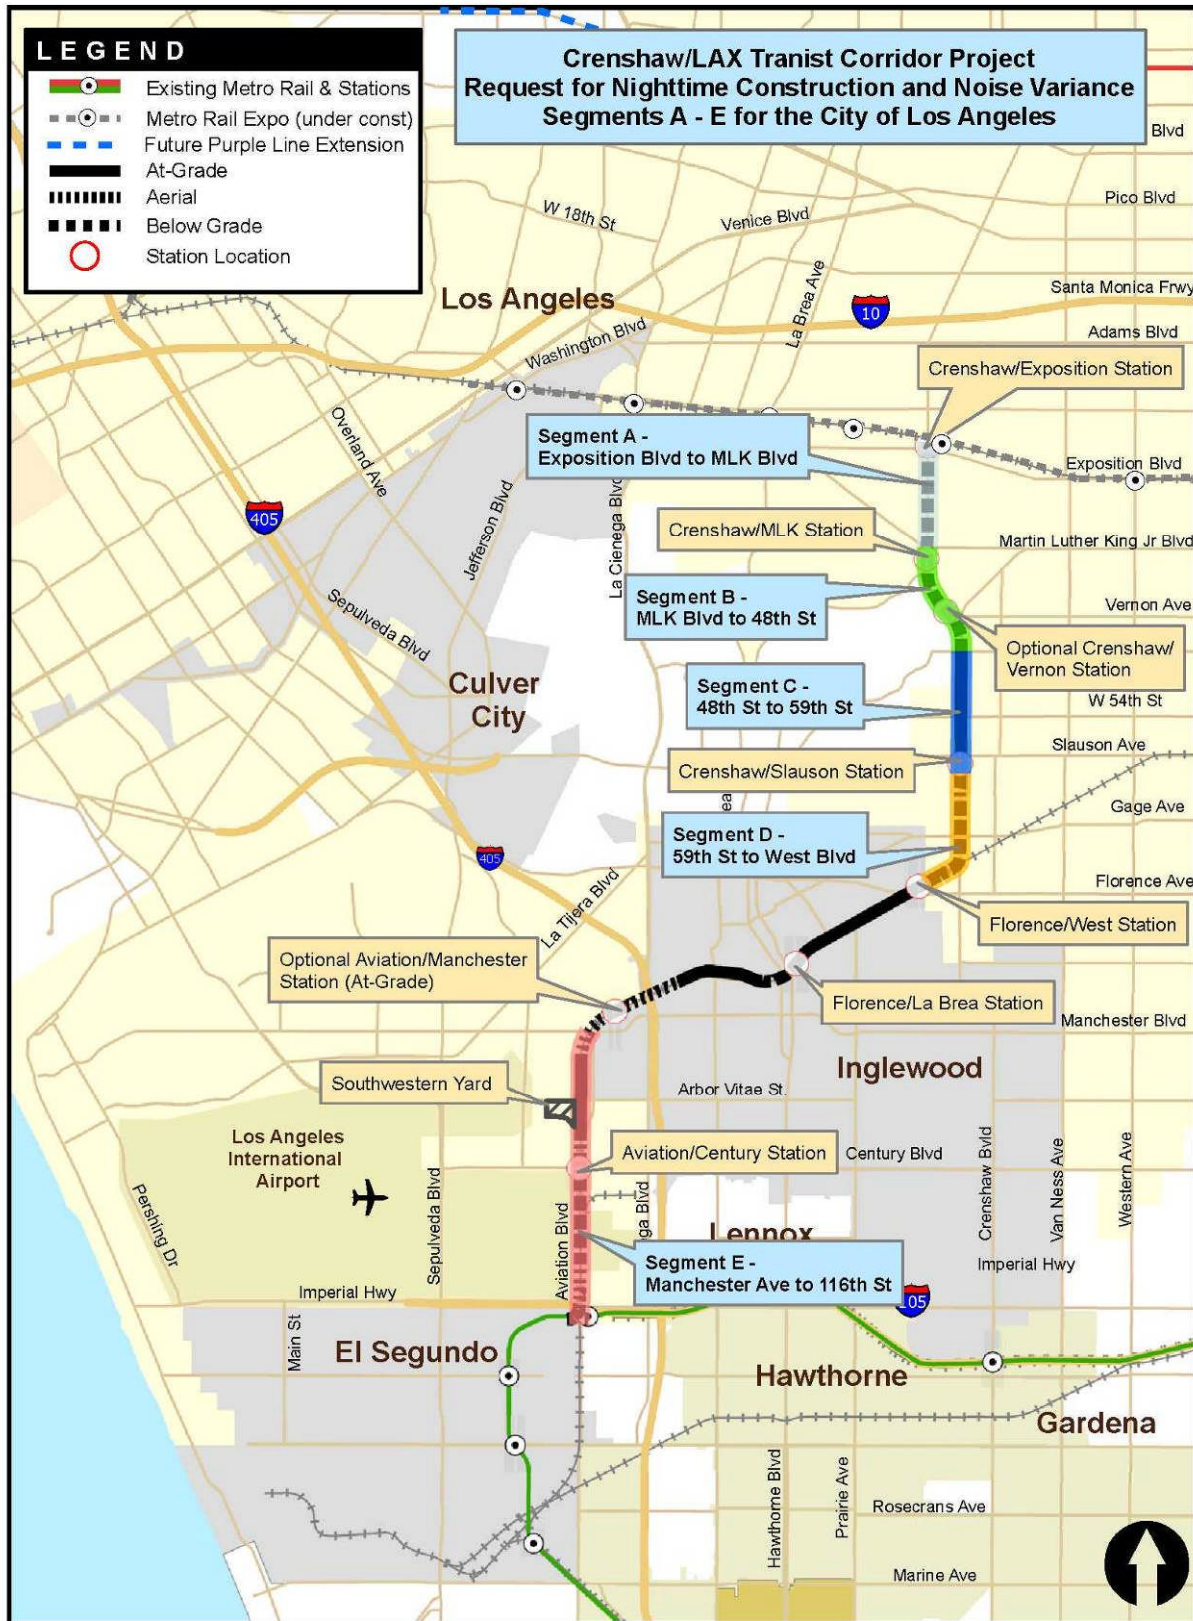 LEGEND
Existing Metro Rail & Stations
Metro Rail Expo (under const)
Future Purple Line Extension
At-Grade
Aerial
Below Grade
Station Location
Crenshaw/LAX Tranist Corridor Project
Request for Nighttime Construction and Noise Variance
Segments A - E for the City of Los Angeles
Blvd
Pico Blvd
W 18th St
Venice Blvd
La Brea Ave
Santa Monica Frwy
Los Angeles
10
Adams Blvd
Washington Blvd
Crenshaw/Exposition Station
Overland Ave
Segment A -
Exposition Blvd to MLK Blvd
Exposition Blvd
405
Jefferson Blvd
La Cienega Blvd
Crenshaw/MLK Station
Martin Luther King Jr Blvd
Sepulveda Blvd
Segment B -
MLK Blvd to 48th St
Vernon Ave
Optional Crenshaw/
Vernon Station
Culver
City
Segment C -
48th St to 59th St
W 54th St
Slauson Ave
Crenshaw/Slauson Station
ea
Gage Ave
Segment D -
59th St to West Blvd
405
Florence Ave
La Tijera Blvd
Florence/West Station
Optional Aviation/Manchester
Station (At-Grade)
Florence/La Brea Station
Manchester Blvd
Inglewood
Southwestern Yard
Arbor Vitae St.
Los Angeles
International
Airport
Aviation/Century Station
Century Blvd
Pershing Dr
Sepulveda Blvd
Aviation Blvd
ega Blvd
Crenshaw Bvld
Van Ness Ave
Western Ave
Lennox
Segment E -
Manchester Ave to 116th St
Imperial Hwy
Imperial Hwy
105
Main St
El Segundo
Hawthorne
Gardena
Hawthorne Blvd
Prairie Ave
Rosecrans Ave
Marine Ave